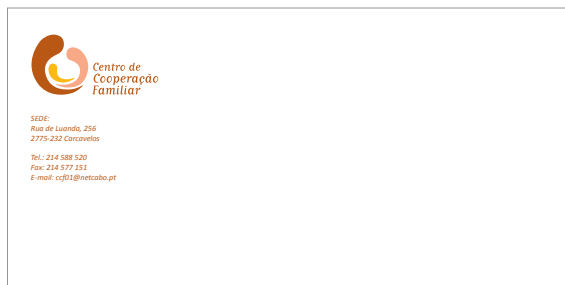 Centro de
Cooperação
Familiar
SEDE:
Rua de Luanda, 256
2775-232 Carcavelos
Tel.: 214 588 520
Fax: 214 577 151
E-mail: ccf01@netcabo.pt